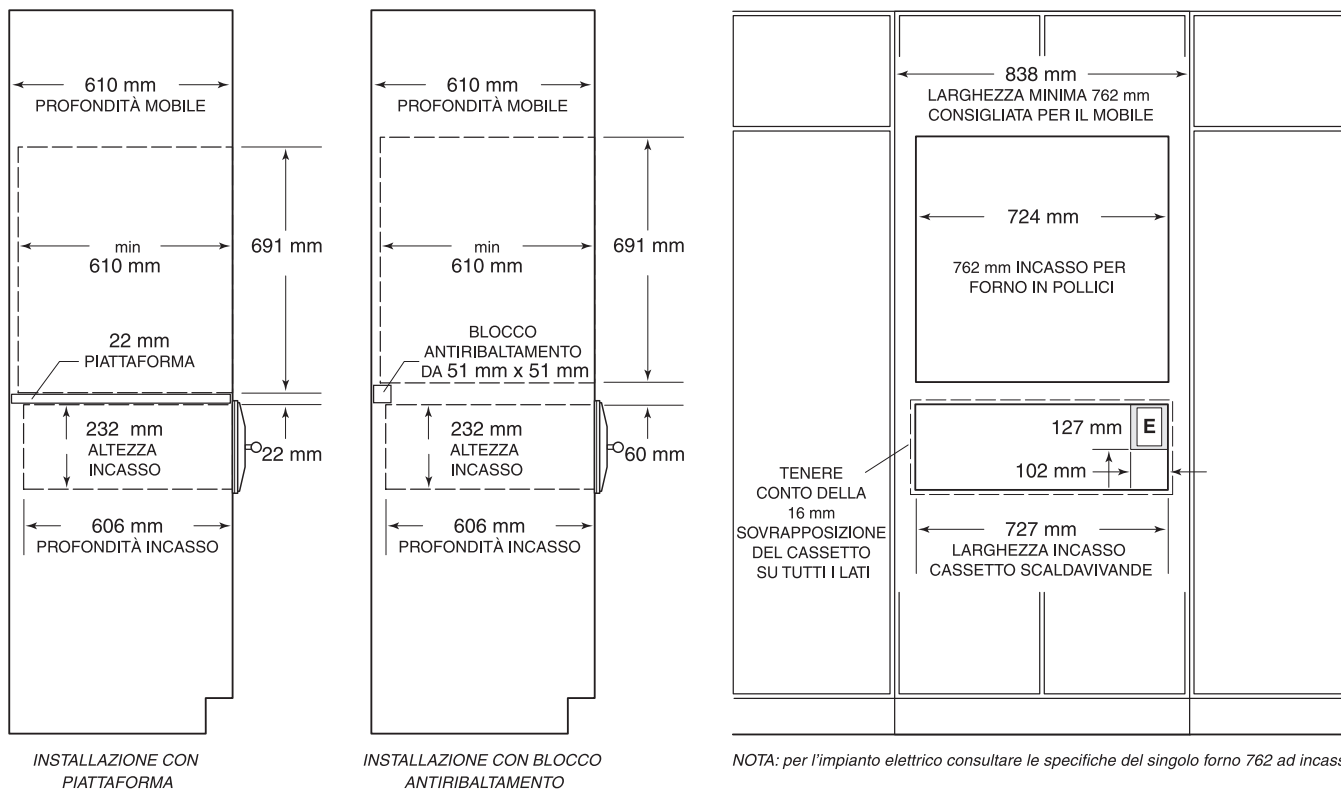 610 mm
PROFONDITÀ MOBILE
min
610 mm
691 mm
22 mm
PIATTAFORMA
232 mm
ALTEZZA
INCASSO
22 mm
606 mm
PROFONDITÀ INCASSO
INSTALLAZIONE CON
PIATTAFORMA
610 mm
PROFONDITÀ MOBILE
min
610 mm
691 mm
BLOCCO
ANTIRIBALTAMENTO
DA 51 mm x 51 mm
232 mm
ALTEZZA
INCASSO
60 mm
606 mm
PROFONDITÀ INCASSO
INSTALLAZIONE CON BLOCCO
ANTIRIBALTAMENTO
838 mm
LARGHEZZA MINIMA 762 mm
CONSIGLIATA PER IL MOBILE
724 mm
762 mm INCASSO PER
FORNO IN POLLICI
127 mm
E
102 mm
TENERE
CONTO DELLA
16 mm
SOVRAPPOSIZIONE
DEL CASSETTO
SU TUTTI I LATI
727 mm
LARGHEZZA INCASSO
CASSETTO SCALDAVIVANDE
NOTA: per l'impianto elettrico consultare le specifiche del singolo forno 762 ad incass